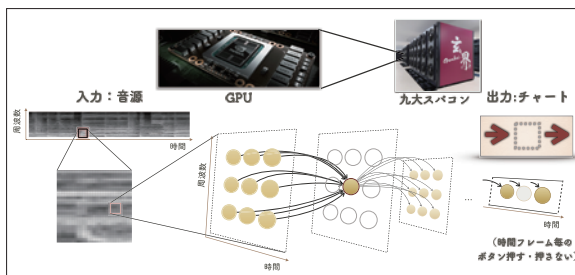 玄界
入力：音源
GPU
九大スパコン
出力:チャート
周波数
時間
周波数
時間
...
時間
（時間フレーム毎の
ボタン押す・押さない）